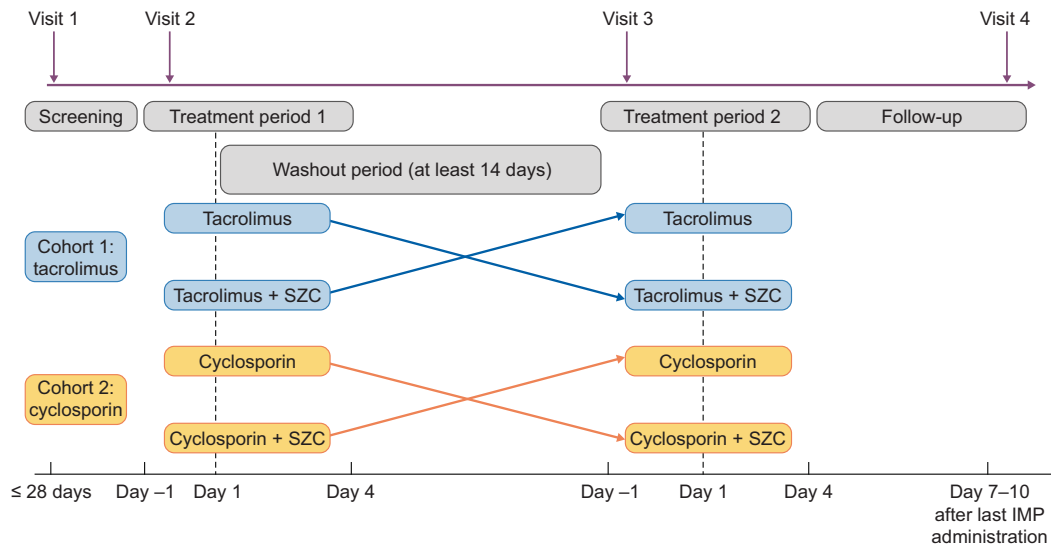 Visit 1
Visit 2
Visit 3
Visit 4
Screening
Treatment period 1
Treatment period 2
Follow-up
Washout period (at least 14 days)
Tacrolimus
Tacrolimus
Cohort 1:
tacrolimus
Tacrolimus + SZC
Tacrolimus + SZC
Cyclosporin
Cyclosporin
Cohort 2:
cyclosporin
Cyclosporin + SZC
Cyclosporin + SZC
≤ 28 days
Day –1
Day 1
Day 4
Day –1
Day 1
Day 4
Day 7–10
after last IMP
administration